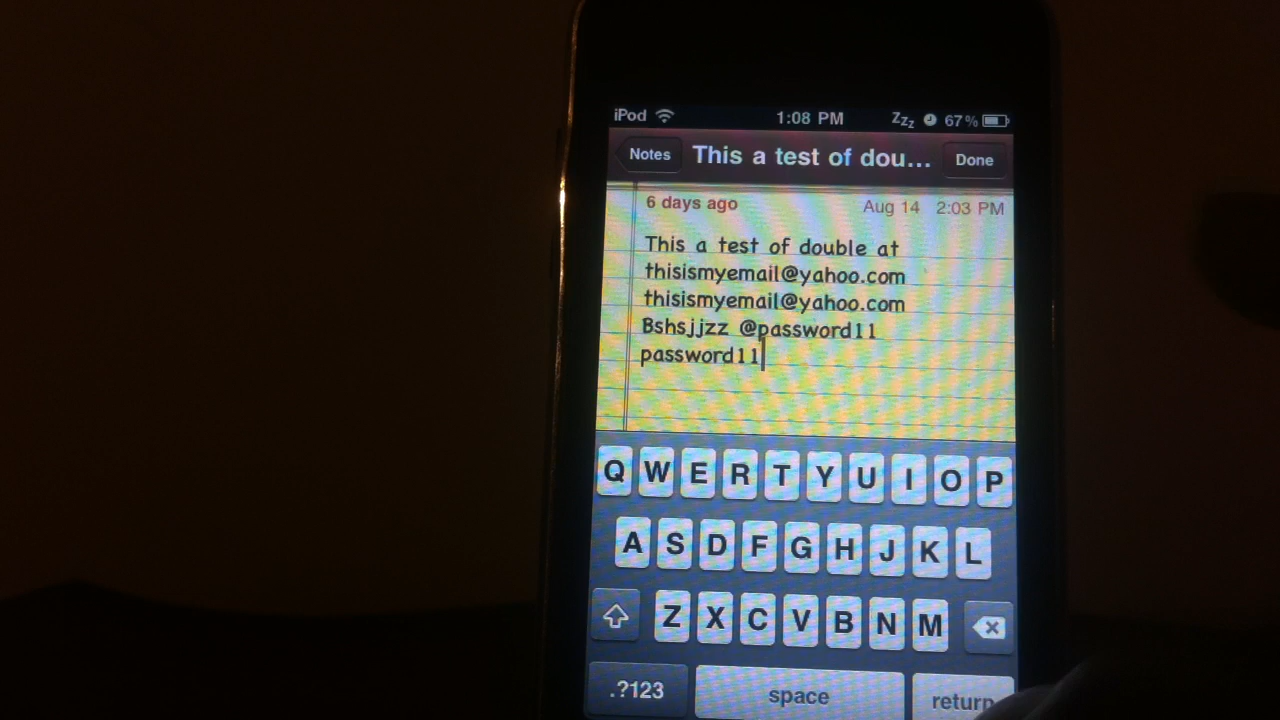 iPod 1:08 PM Zzz 67%
Notes This a test of dou... Done
6 days ago Aug 14 2:03 PM
This a test of double at
thisismyemail@yahoo.com
thisismyemail@yahoo.com
Bshsjjzz @password11
password11
Q W E R T Y U I O P
A S D F G H J K L
Z X C V B N M
.?123 space return